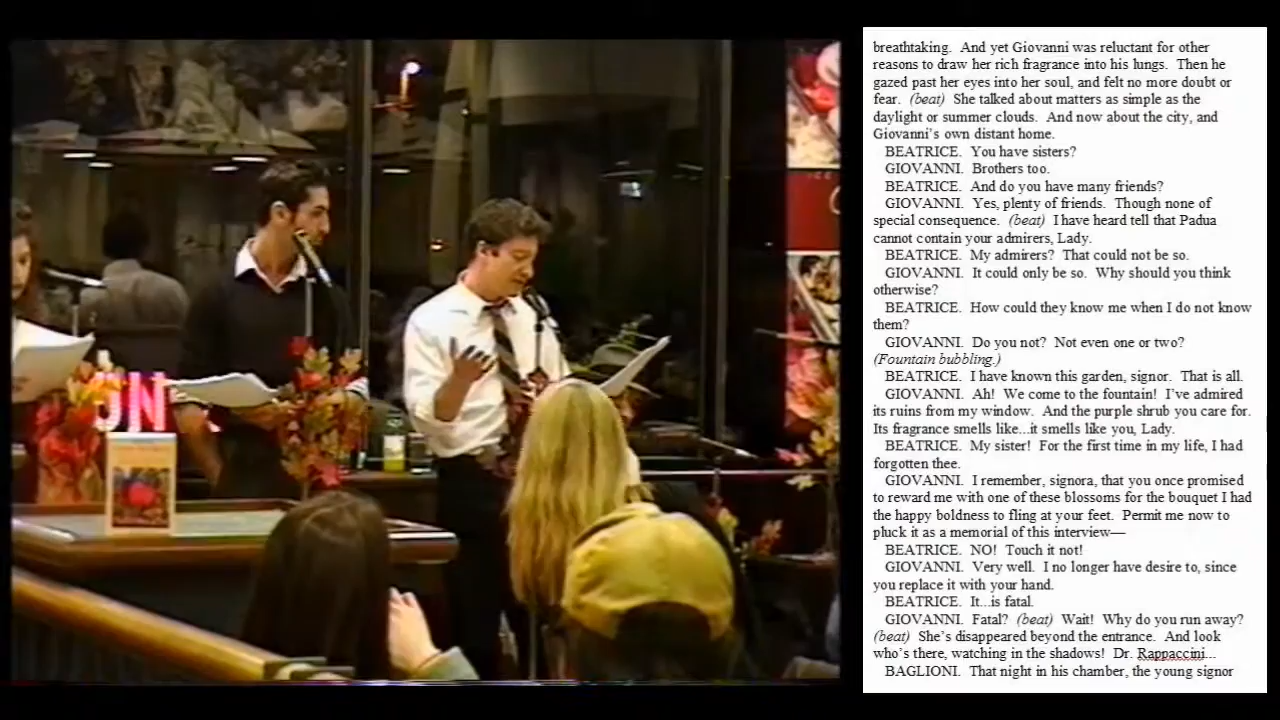 breathtaking. And yet Giovanni was reluctant for other
reasons to draw her rich fragrance into his lungs. Then he
gazed past her eyes into her soul, and felt no more doubt or
fear. (beat) She talked about matters as simple as the
daylight or summer clouds. And now about the city, and
Giovanni's own distant home.
BEATRICE. You have sisters?
GIOVANNI. Brothers too.
BEATRICE. And do you have many friends?
GIOVANNI. Yes, plenty of friends. Though none of
special consequence. (beat) I have heard tell that Padua
cannot contain your admirers, Lady.
BEATRICE. My admirers? That could not be so.
GIOVANNI. It could only be so. Why should you think
otherwise?
BEATRICE. How could they know me when I do not know
them?
GIOVANNI. Do you not? Not even one or two?
(Fountain bubbling.)
BEATRICE. I have known this garden, signor. That is all.
GIOVANNI. Ah! We come to the fountain! I've admired
its ruins from my window. And the purple shrub you care for.
Its fragrance smells like...it smells like you, Lady.
BEATRICE. My sister! For the first time in my life, I had
forgotten thee.
GIOVANNI. I remember, signora, that you once promised
to reward me with one of these blossoms for the bouquet I had
the happy boldness to fling at your feet. Permit me now to
pluck it as a memorial of this interview—
BEATRICE. NO! Touch it not!
GIOVANNI. Very well. I no longer have desire to, since
you replace it with your hand.
BEATRICE. It...is fatal.
GIOVANNI. Fatal? (beat) Wait! Why do you run away?
(beat) She's disappeared beyond the entrance. And look
who's there, watching in the shadows! Dr. Rappaccini...
BAGLIONI. That night in his chamber, the young signor